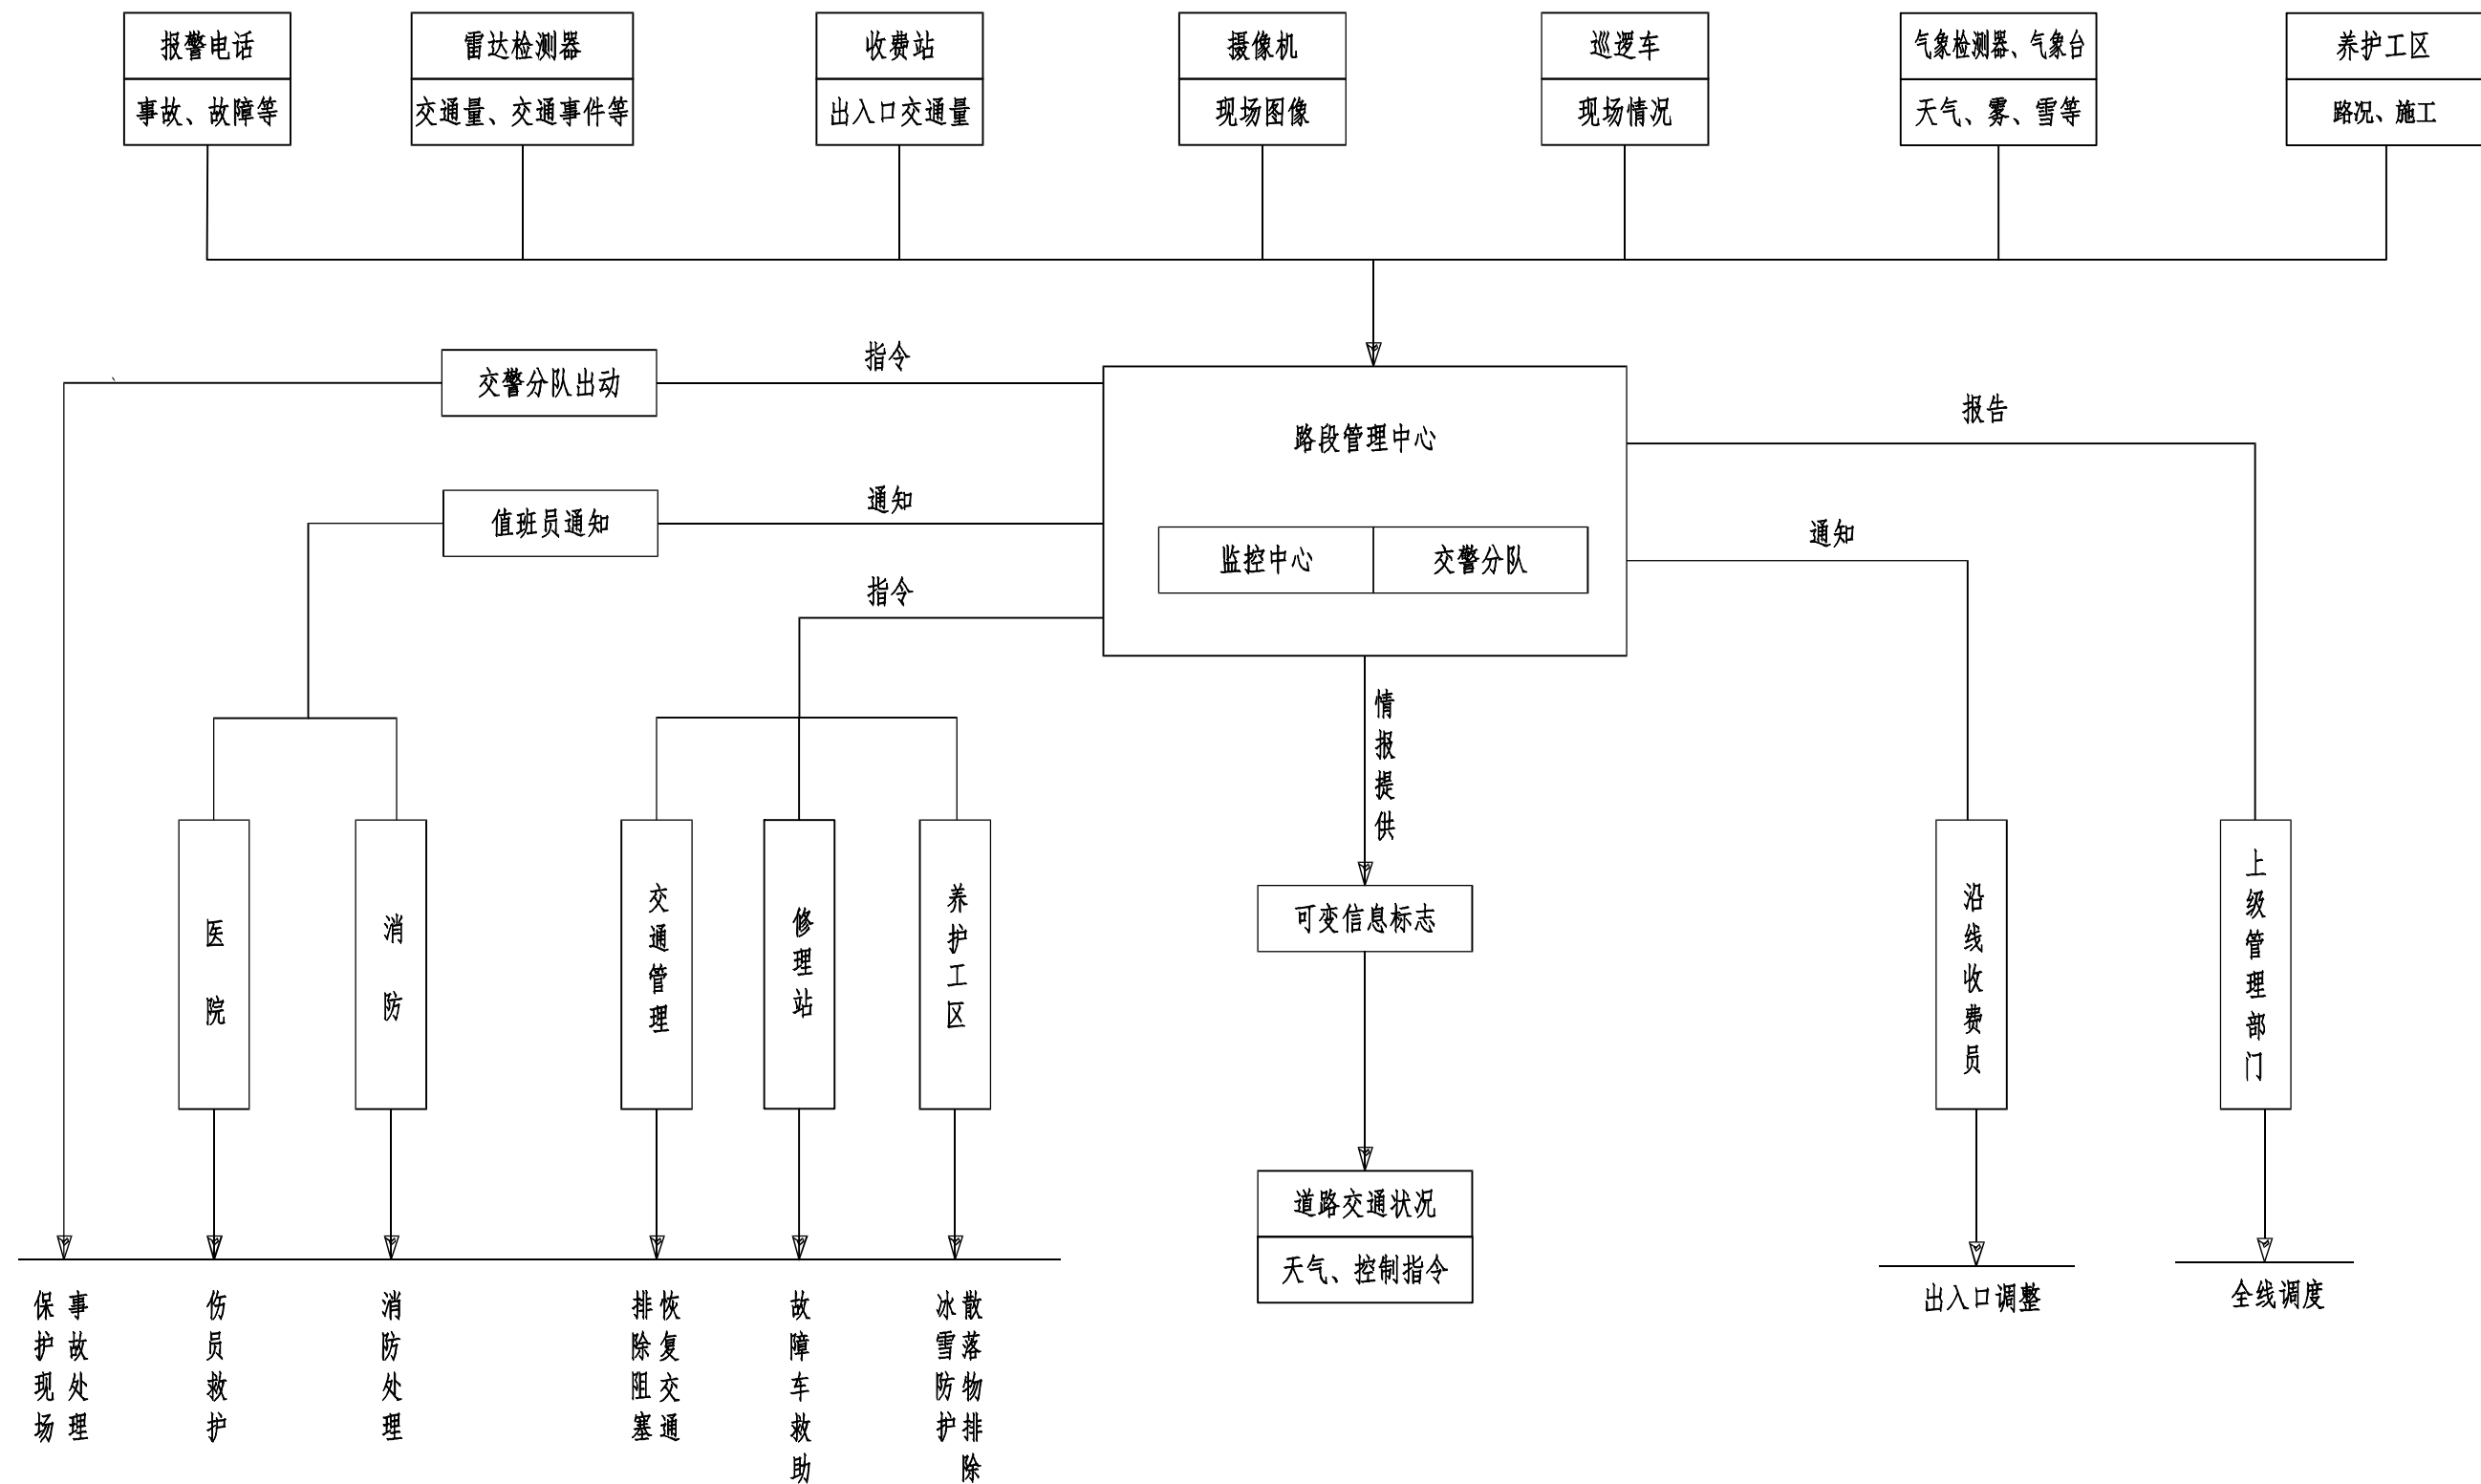 报警电话
事故、故障等
雷达检测器
交通量、交通事件等
收费站
出入口交通量
摄像机
现场图像
巡逻车
现场情况
气象检测器、气象台
天气、雾、雪等
养护工区
路况、施工
交警分队出动
指令
路段管理中心
监控中心
交警分队
报告
值班员通知
通知
通知
指令
情报提供
医院
消防
交通管理
修理站
养护工区
可变信息标志
沿线收费员
上级管理部门
道路交通状况
天气、控制指令
保护现场
事故处理
伤员救护
消防处理
排除阻塞
恢复交通
故障车救助
冰雪防护
散落物排除
出入口调整
全线调度